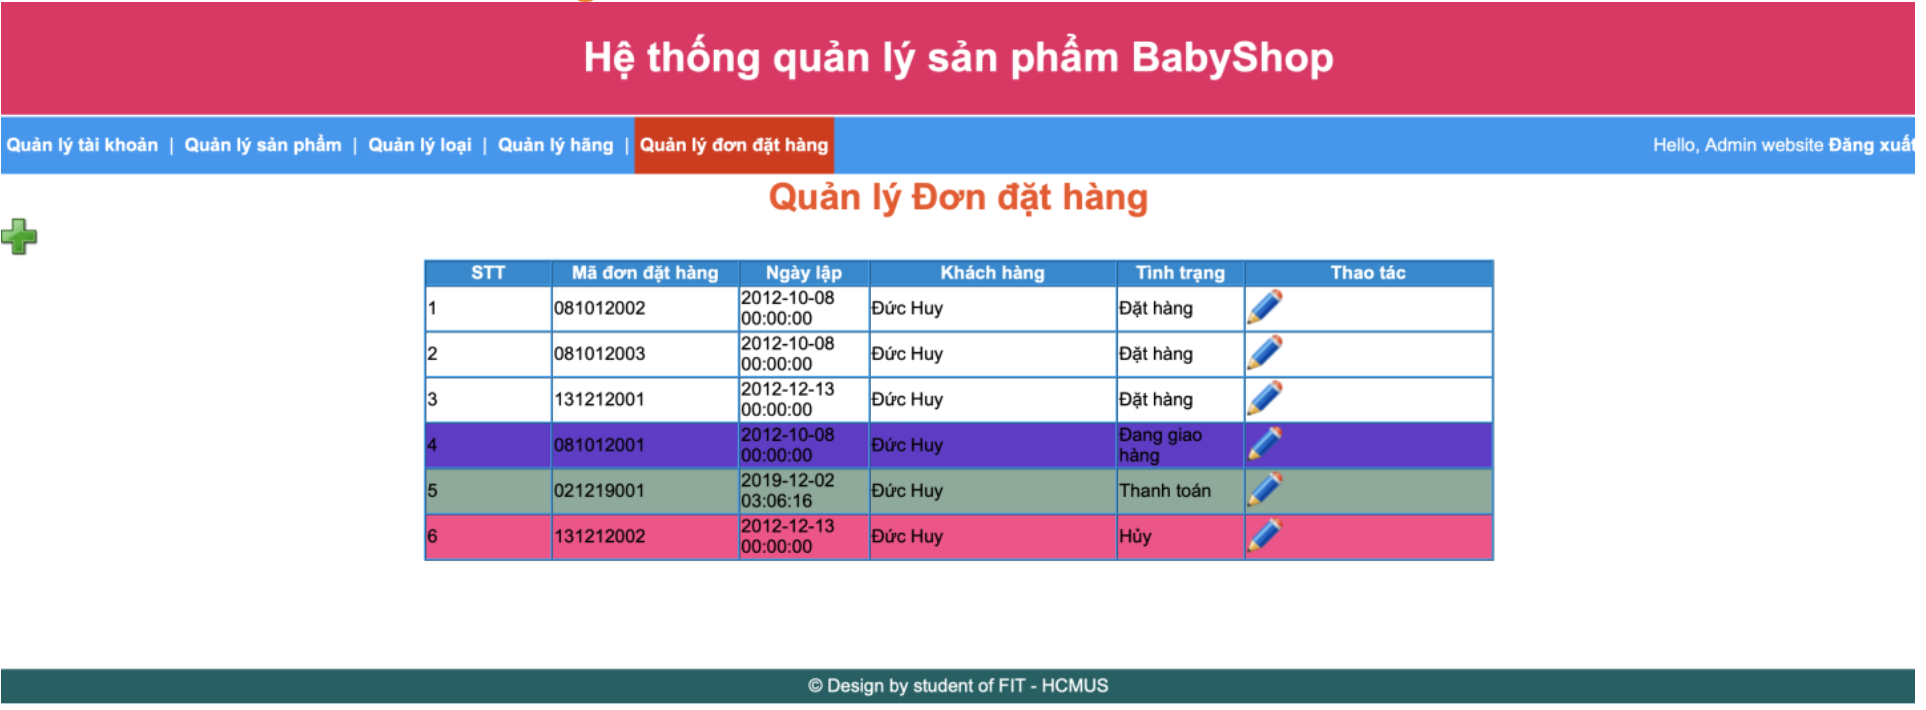 Hệ thống quản lý sản phẩm BabyShop
Quản lý tài khoản | Quản lý sản phẩm | Quản lý loại | Quản lý hãng | Quản lý đơn đặt hàng Hello, Admin website Đăng xuất
Quản lý Đơn đặt hàng
STT Mã đơn đặt hàng Ngày lập Khách hàng Tình trạng Thao tác
1 081012002 2012-10-08 00:00:00 Đức Huy Đặt hàng
2 081012003 2012-10-08 00:00:00 Đức Huy Đặt hàng
3 131212001 2012-12-13 00:00:00 Đức Huy Đặt hàng
4 081012001 2012-10-08 00:00:00 Đức Huy Đang giao hàng
5 021219001 2019-12-02 03:06:16 Đức Huy Thanh toán
6 131212002 2012-12-13 00:00:00 Đức Huy Hủy
© Design by student of FIT - HCMUS